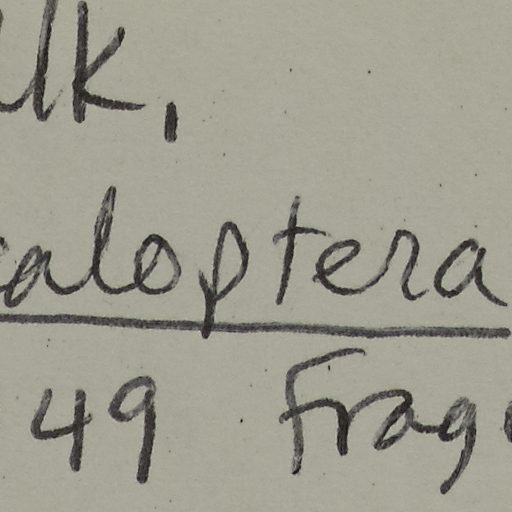 lk,
aloptera
49 Frag